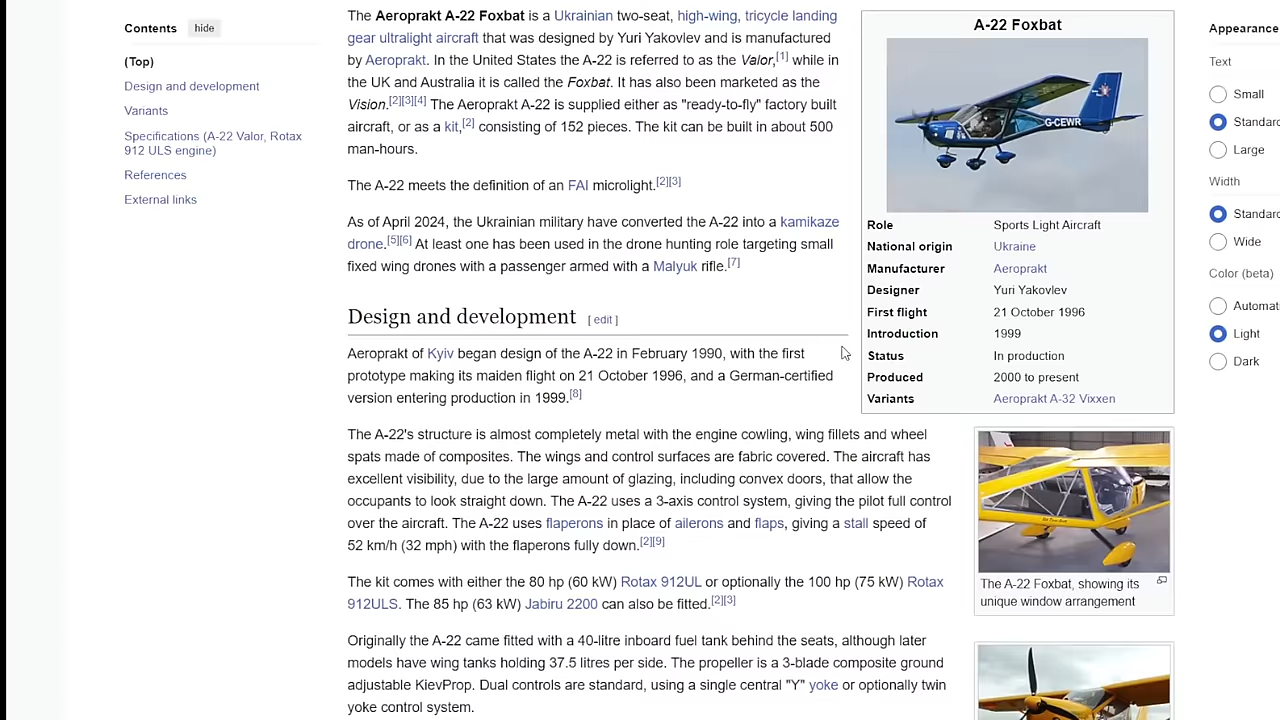 Contents hide
(Top)
Design and development
Variants
Specifications (A-22 Valor, Rotax
912 ULS engine)
References
External links
The Aeroprakt A-22 Foxbat is a Ukrainian two-seat, high-wing, tricycle landing
gear ultralight aircraft that was designed by Yuri Yakovlev and is manufactured
by Aeroprakt. In the United States the A-22 is referred to as the Valor,[1] while in
the UK and Australia it is called the Foxbat. It has also been marketed as the
Vision.[2][3][4] The Aeroprakt A-22 is supplied either as "ready-to-fly" factory built
aircraft, or as a kit,[2] consisting of 152 pieces. The kit can be built in about 500
man-hours.
The A-22 meets the definition of an FAI microlight.[2][3]
As of April 2024, the Ukrainian military have converted the A-22 into a kamikaze
drone.[5][6] At least one has been used in the drone hunting role targeting small
fixed wing drones with a passenger armed with a Malyuk rifle.[7]
Design and development [ edit ]
Aeroprakt of Kyiv began design of the A-22 in February 1990, with the first
prototype making its maiden flight on 21 October 1996, and a German-certified
version entering production in 1999.[8]
The A-22's structure is almost completely metal with the engine cowling, wing fillets and wheel
spats made of composites. The wings and control surfaces are fabric covered. The aircraft has
excellent visibility, due to the large amount of glazing, including convex doors, that allow the
occupants to look straight down. The A-22 uses a 3-axis control system, giving the pilot full control
over the aircraft. The A-22 uses flaperons in place of ailerons and flaps, giving a stall speed of
52 km/h (32 mph) with the flaperons fully down.[2][9]
The kit comes with either the 80 hp (60 kW) Rotax 912UL or optionally the 100 hp (75 kW) Rotax
912ULS. The 85 hp (63 kW) Jabiru 2200 can also be fitted.[2][3]
Originally the A-22 came fitted with a 40-litre inboard fuel tank behind the seats, although later
models have wing tanks holding 37.5 litres per side. The propeller is a 3-blade composite ground
adjustable KievProp. Dual controls are standard, using a single central "Y" yoke or optionally twin
yoke control system.
A-22 Foxbat
G-CEWR
Role Sports Light Aircraft
National origin Ukraine
Manufacturer Aeroprakt
Designer Yuri Yakovlev
First flight 21 October 1996
Introduction 1999
Status In production
Produced 2000 to present
Variants Aeroprakt A-32 Vixxen
The A-22 Foxbat, showing its
unique window arrangement
Appearance
Text
Small
Standard
Large
Width
Standard
Wide
Color (beta)
Automat
Light
Dark